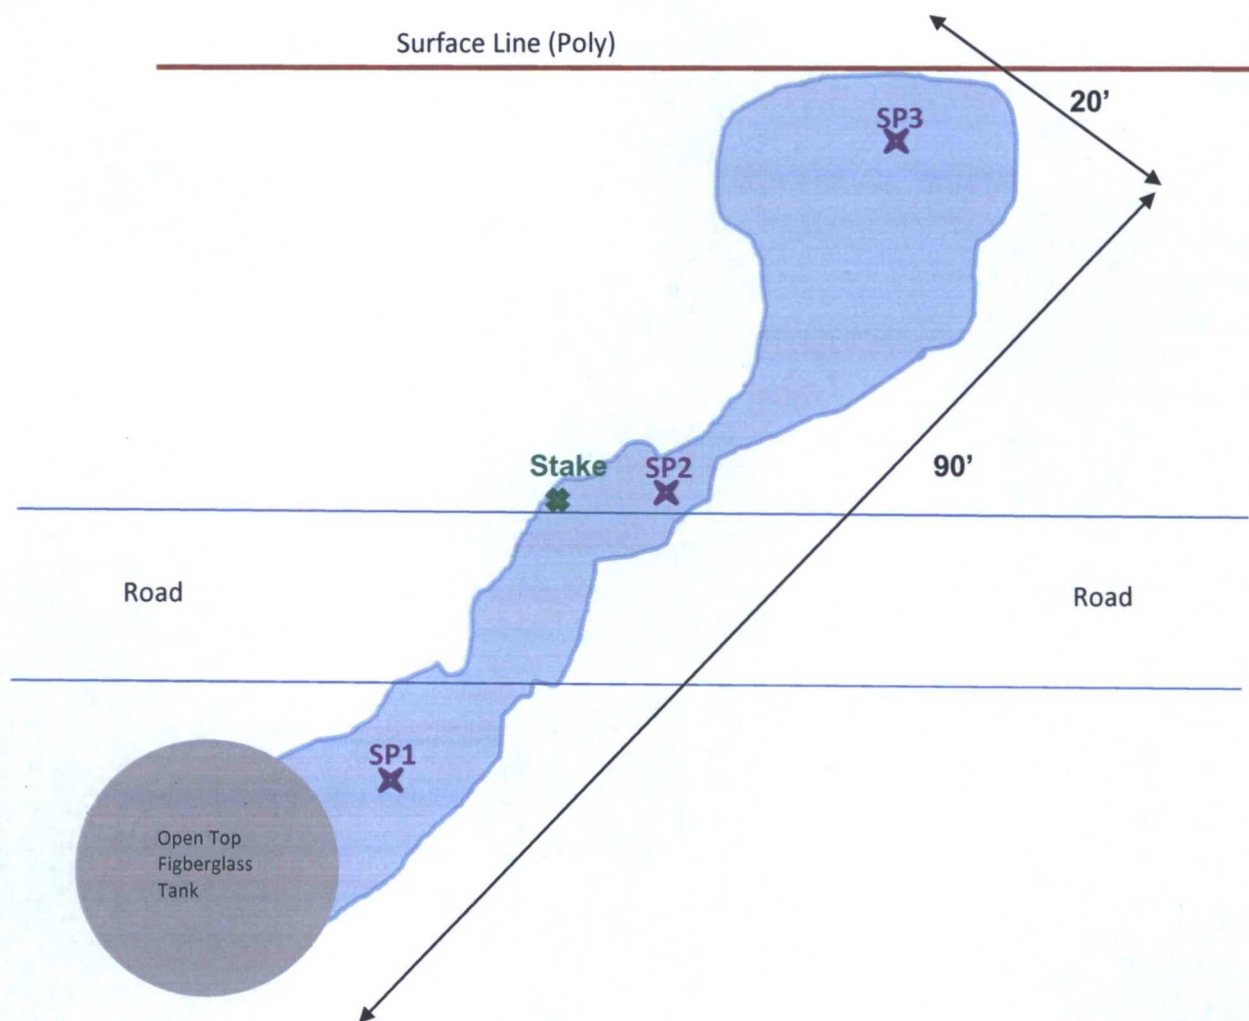 Surface Line (Poly)
20’
SP3
90’
Stake
SP2
Road
Road
SP1
Open Top
Figberglass
Tank